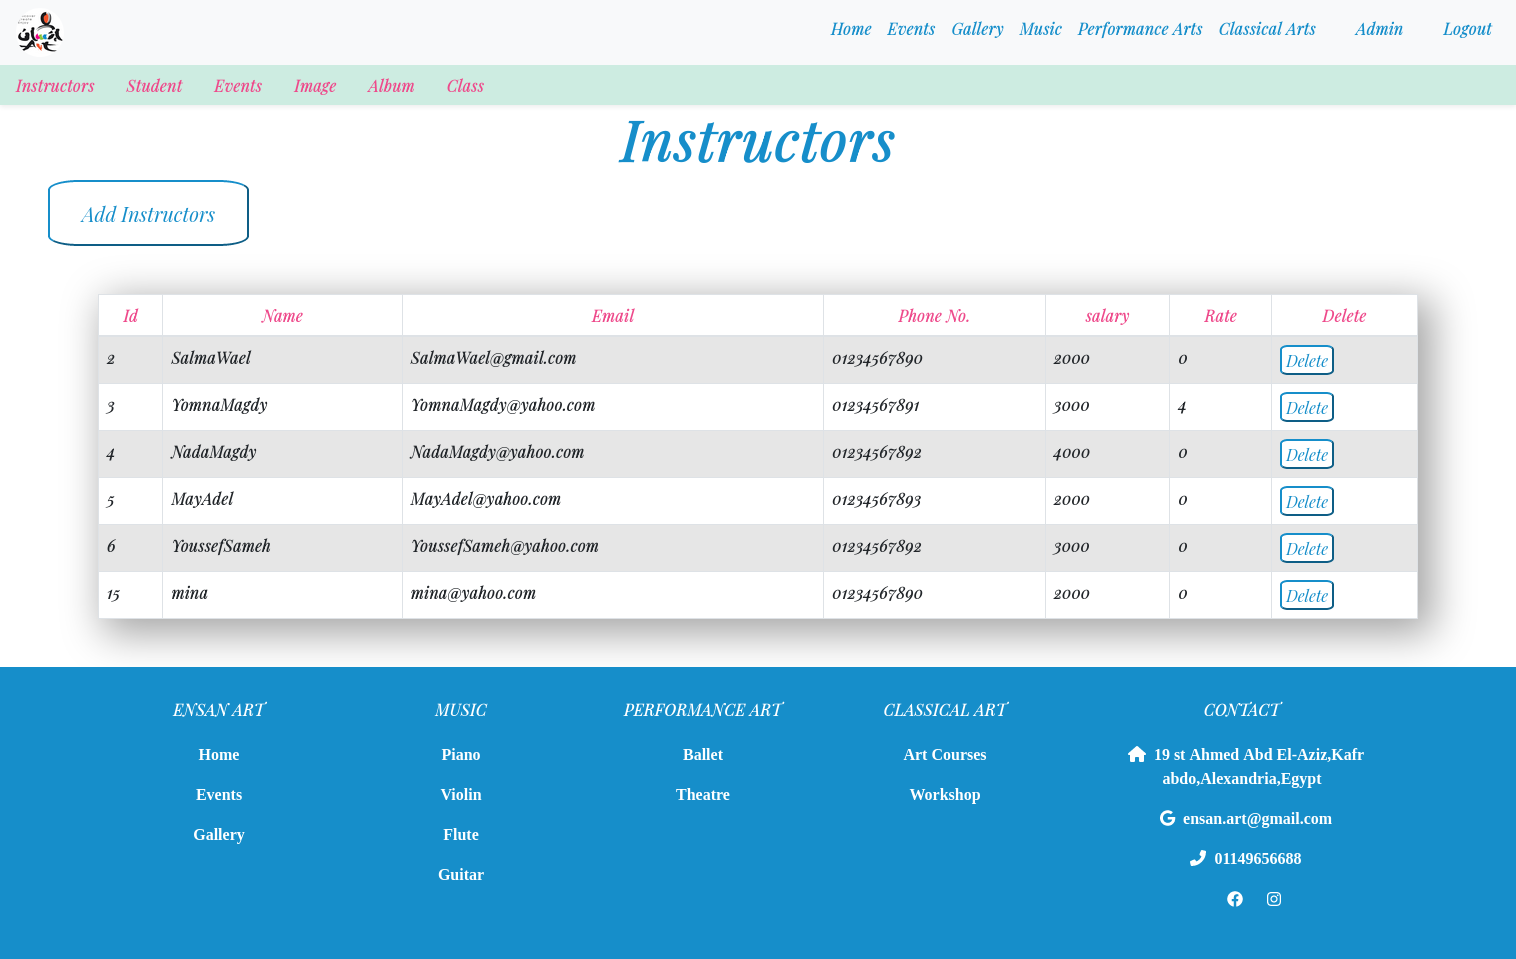 Home Events Gallery Music Performance Arts Classical Arts Admin Logout
Instructors Student Events Image Album Class
Instructors
Add Instructors
Id Name Email Phone No. salary Rate Delete
2 SalmaWael SalmaWael@gmail.com 01234567890 2000 0 Delete
3 YomnaMagdy YomnaMagdy@yahoo.com 01234567891 3000 4 Delete
4 NadaMagdy NadaMagdy@yahoo.com 01234567892 4000 0 Delete
5 MayAdel MayAdel@yahoo.com 01234567893 2000 0 Delete
6 YoussefSameh YoussefSameh@yahoo.com 01234567892 3000 0 Delete
15 mina mina@yahoo.com 01234567890 2000 0 Delete
ENSAN ART
Home
Events
Gallery
MUSIC
Piano
Violin
Flute
Guitar
PERFORMANCE ART
Ballet
Theatre
CLASSICAL ART
Art Courses
Workshop
CONTACT
19 st Ahmed Abd El-Aziz,Kafr
abdo,Alexandria,Egypt
ensan.art@gmail.com
01149656688